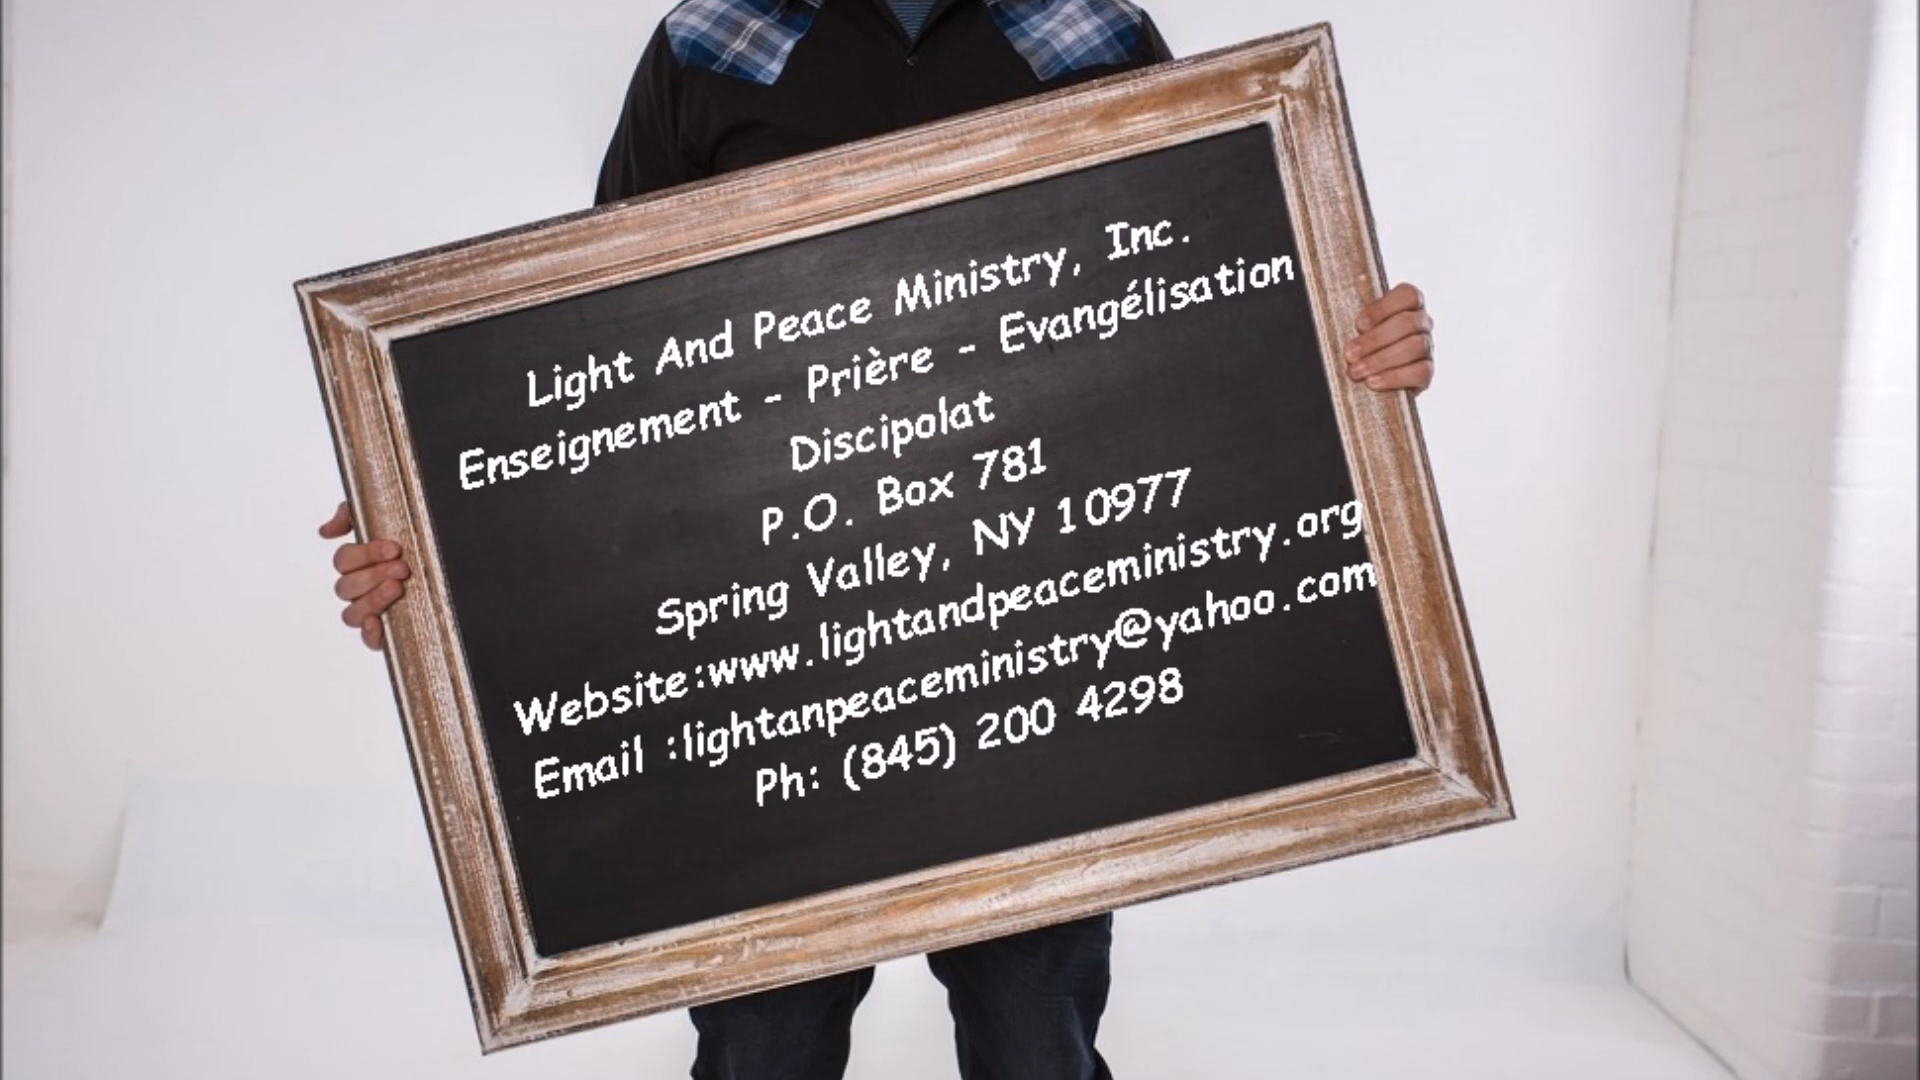 Light And Peace Ministry, Inc.
Enseignement - Prière - Evangélisation
Discipolat
P.O. Box 781
Spring Valley, NY 10977
Website:www.lightandpeaceministry.org
Email :lightanpeaceministry@yahoo.com
Ph: (845) 200 4298